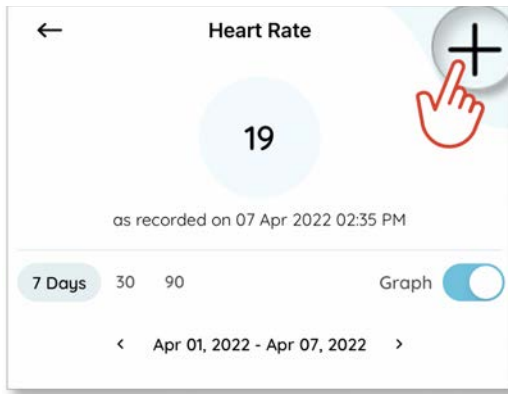 Heart Rate
19
as recorded on 07 Apr 2022 02:35 PM
7 Days 30 90 Graph
Apr 01, 2022 - Apr 07, 2022